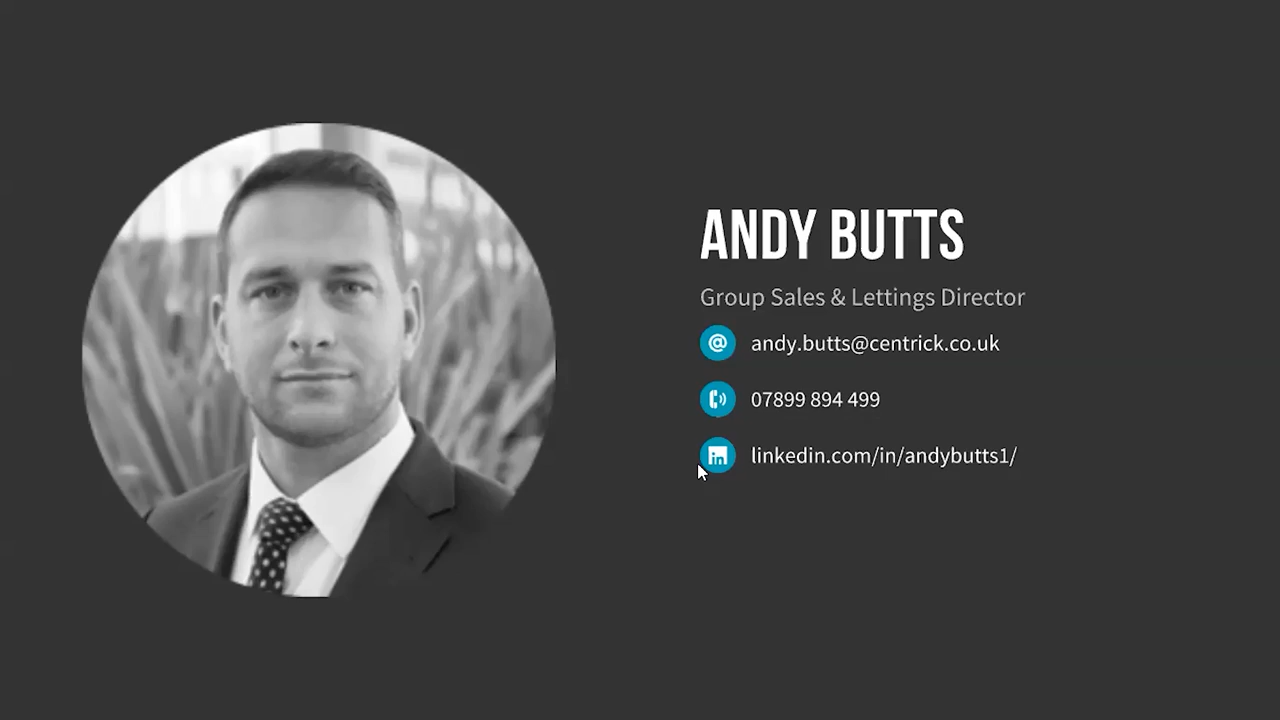 ANDY BUTTS
Group Sales & Lettings Director
andy.butts@centrick.co.uk
07899 894 499
linkedin.com/in/andybutts1/